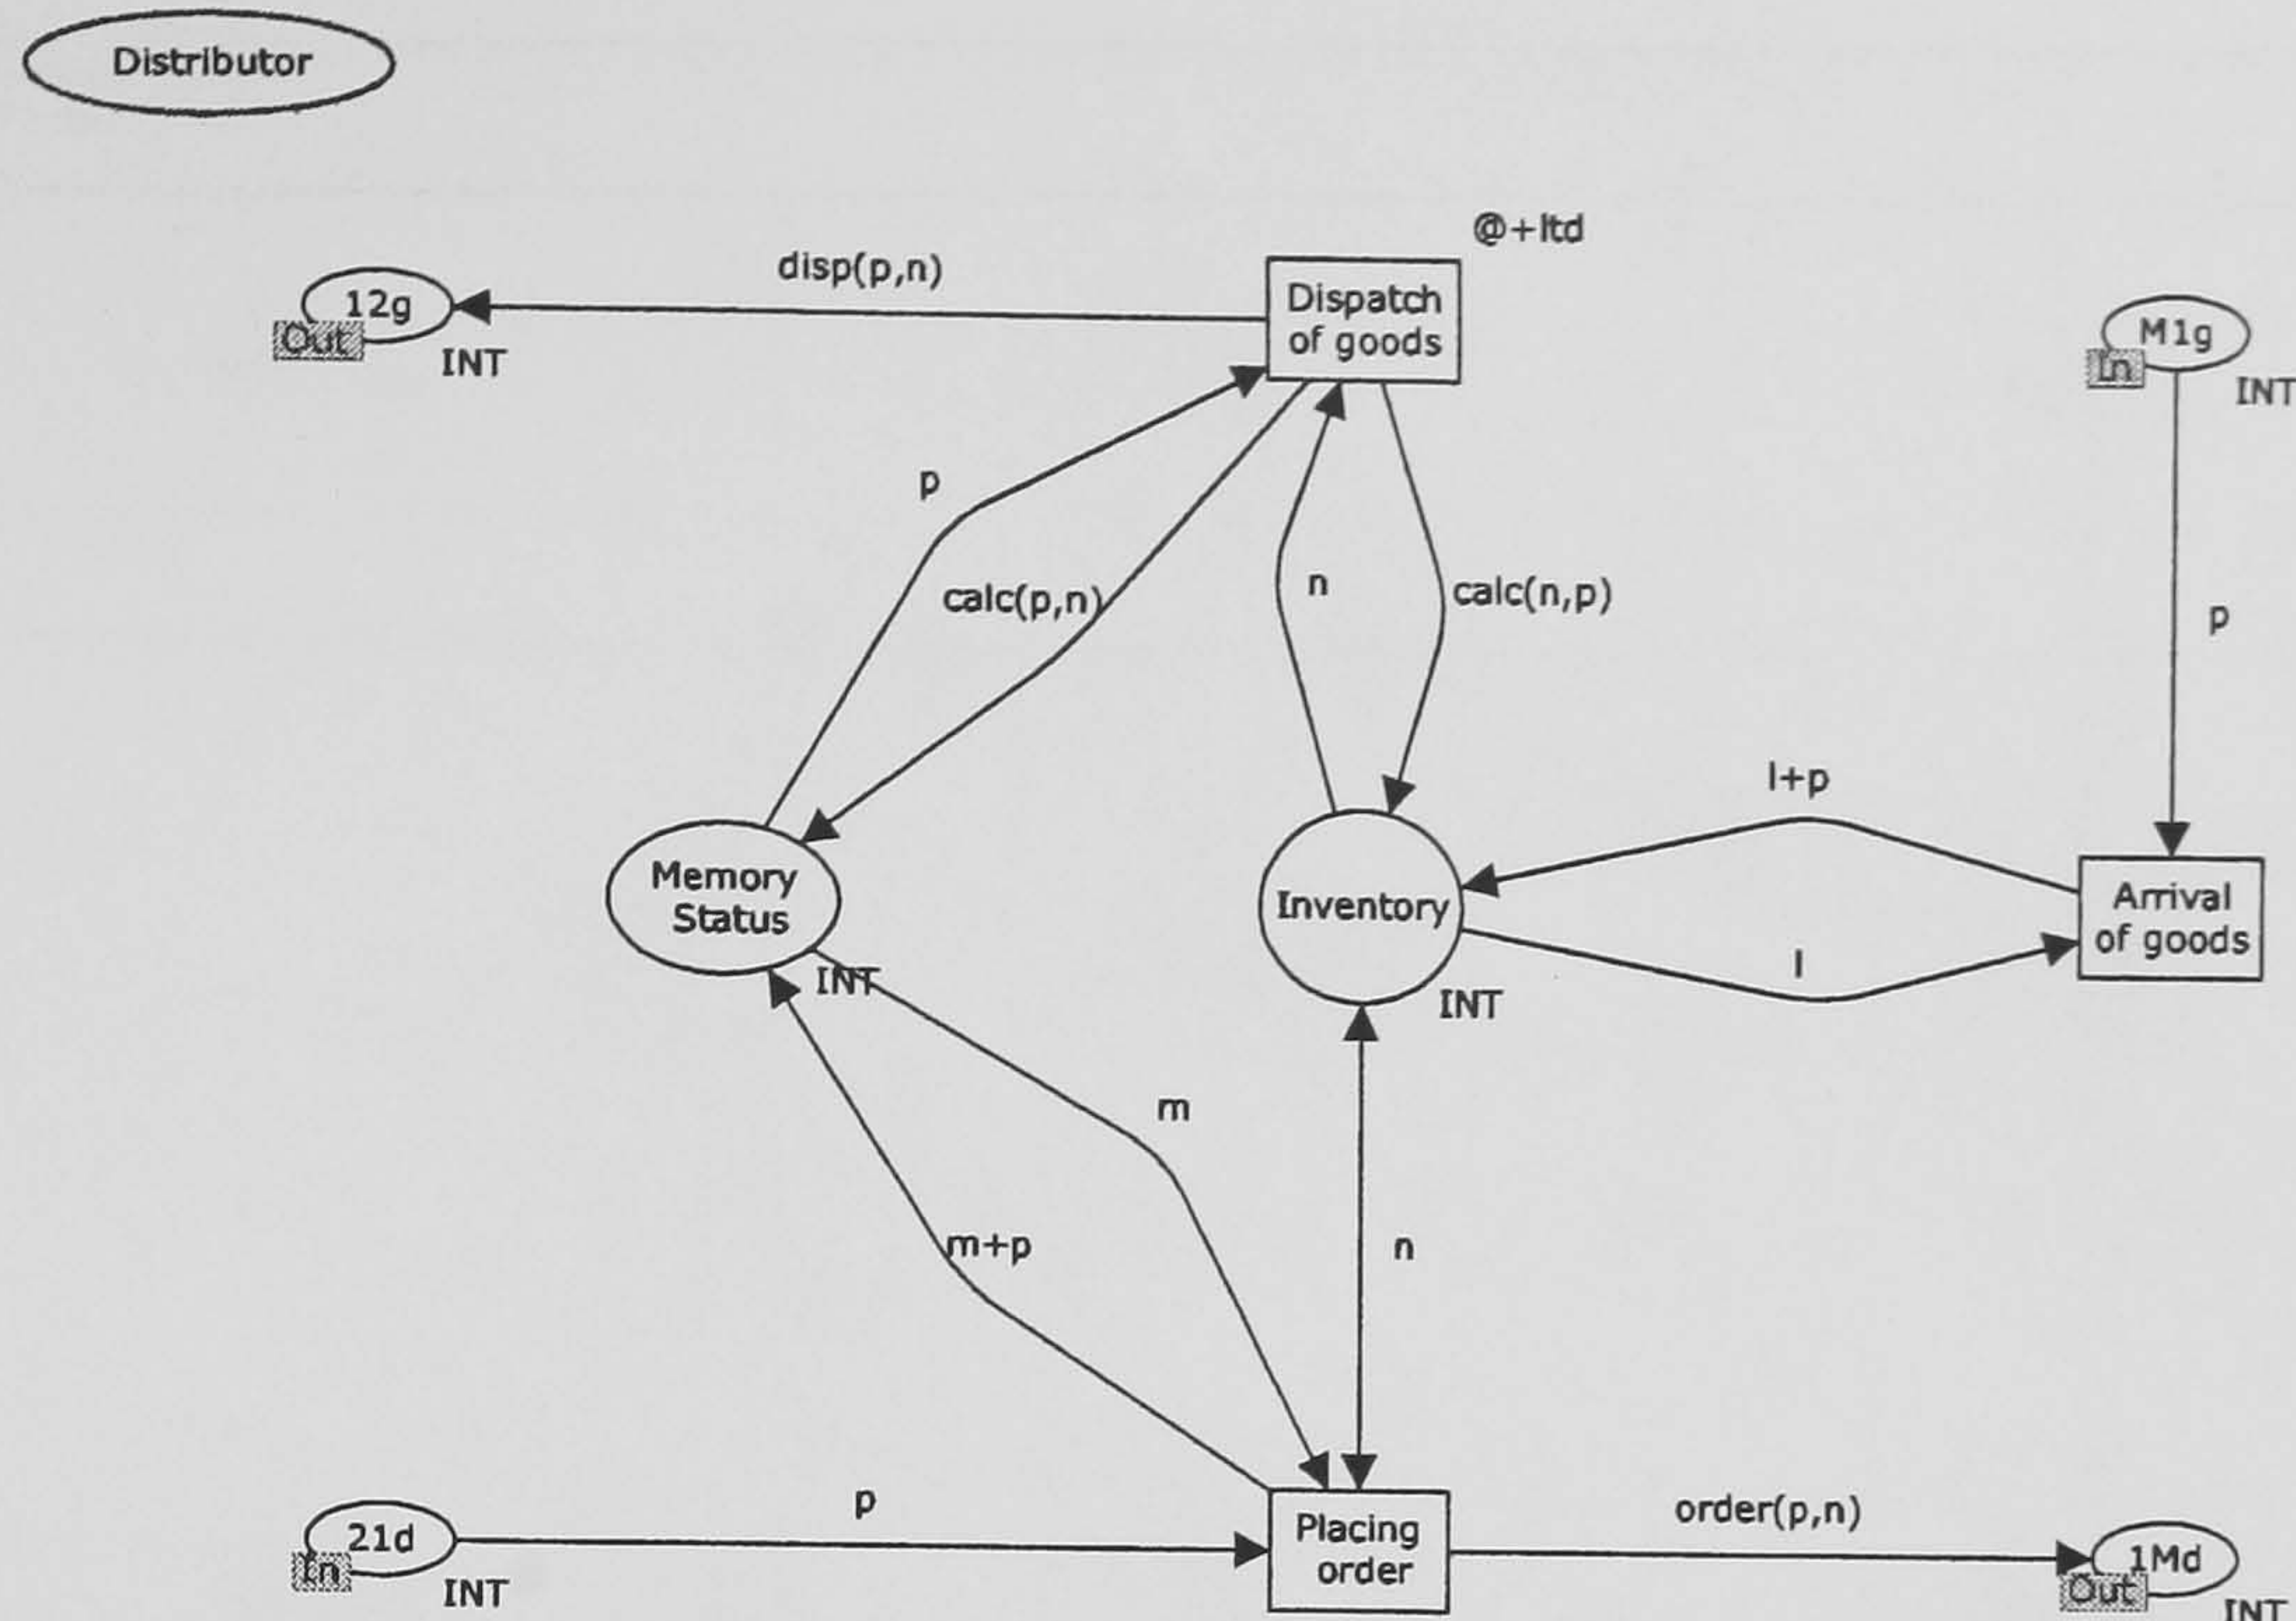 Distributor
@+ltd
disp(p,n)
12g
Out
INT
Dispatch
of goods
M1g
In
INT
p
calc(p,n)
n
calc(n,p)
p
l+p
Memory
Status
INT
Inventory
INT
Arrival
of goods
l
m
m+p
n
p
21d
In
INT
Placing
order
order(p,n)
1Md
Out
INT